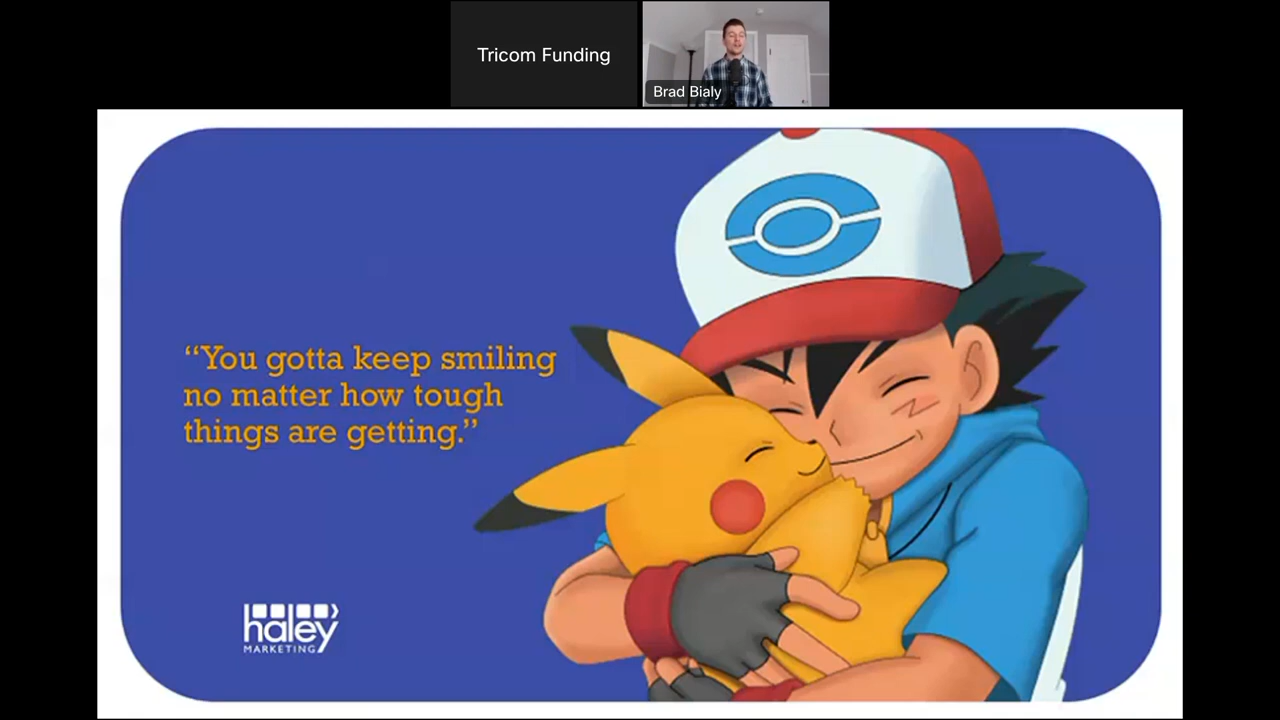 Tricom Funding
Brad Bialy
“You gotta keep smiling
no matter how tough
things are getting.”
haley
MARKETING